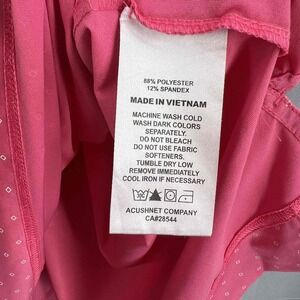 88% POLYESTER
12% SPANDEX
MADE IN VIETNAM
MACHINE WASH COLD
WASH DARK COLORS
SEPARATELY.
DO NOT BLEACH
DO NOT USE FABRIC
SOFTENERS.
TUMBLE DRY LOW
REMOVE IMMEDIATELY
COOL IRON IF NECESSARY
ACUSHNET COMPANY
CA#28544